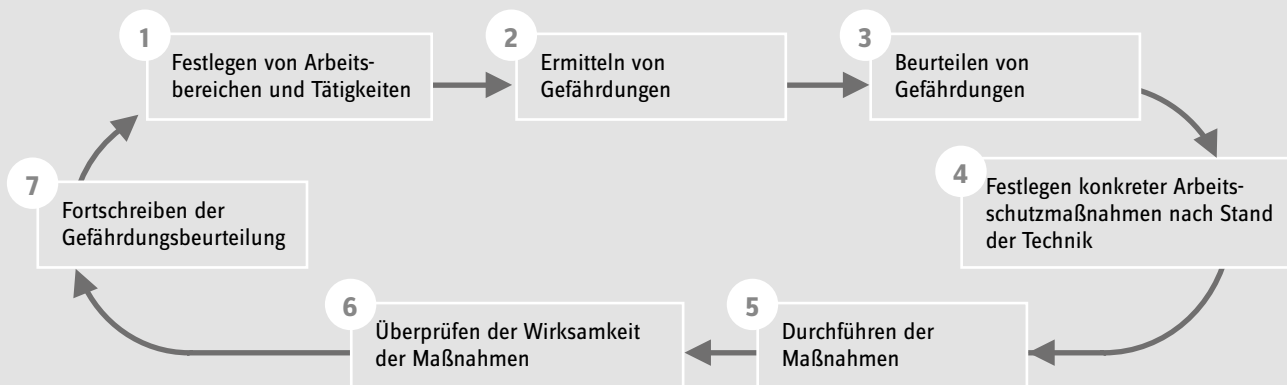 1
Festlegen von Arbeits-
bereichen und Tätigkeiten
2
Ermitteln von
Gefährdungen
3
Beurteilen von
Gefährdungen
4
Festlegen konkreter Arbeits-
schutzmaßnahmen nach Stand
der Technik
5
Durchführen der
Maßnahmen
6
Überprüfen der Wirksamkeit
der Maßnahmen
7
Fortschreiben der
Gefährdungsbeurteilung